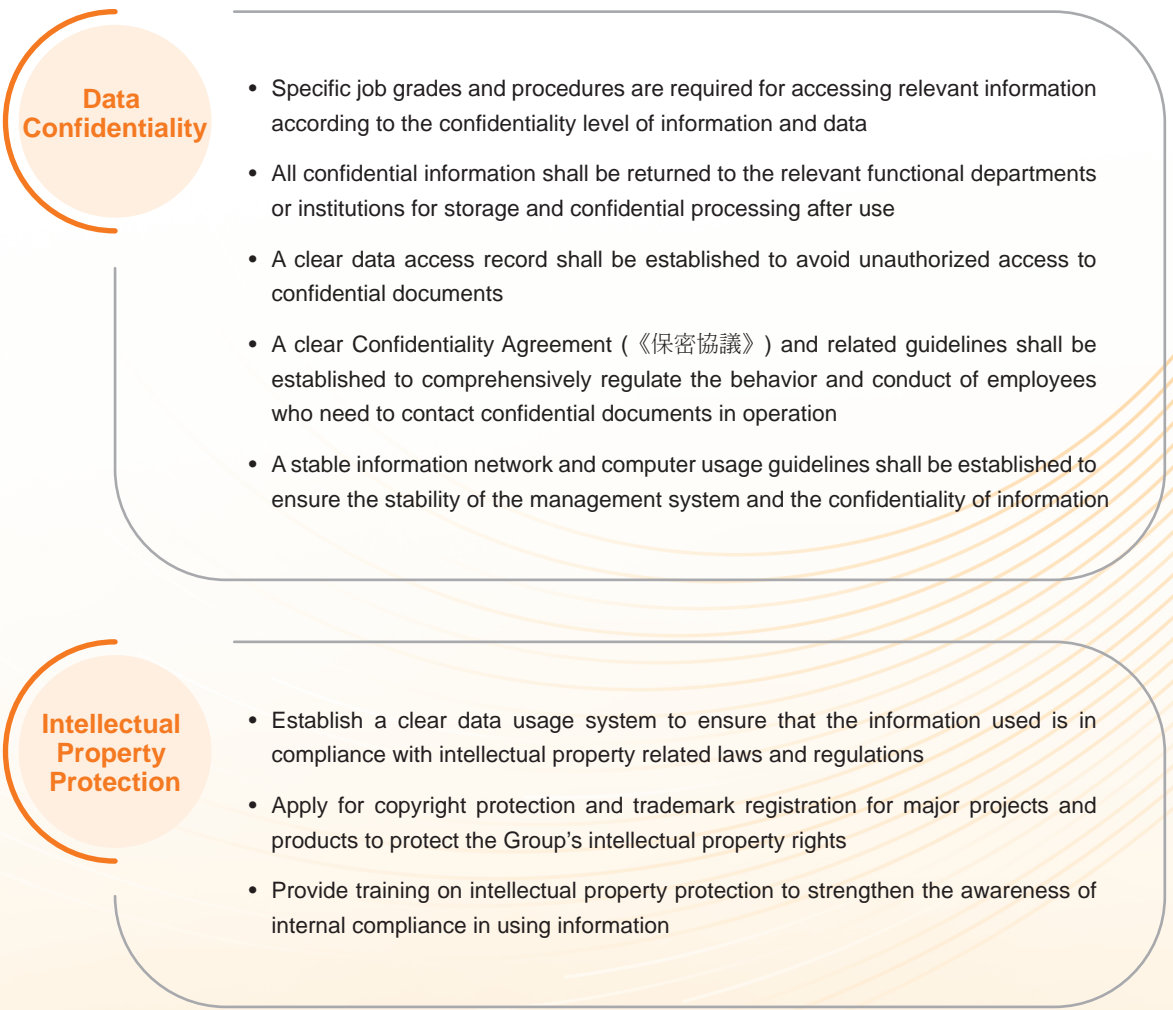 Data
Confidentiality
• Specific job grades and procedures are required for accessing relevant information
according to the confidentiality level of information and data
• All confidential information shall be returned to the relevant functional departments
or institutions for storage and confidential processing after use
• A clear data access record shall be established to avoid unauthorized access to
confidential documents
• A clear Confidentiality Agreement (《保密協議》) and related guidelines shall be
established to comprehensively regulate the behavior and conduct of employees
who need to contact confidential documents in operation
• A stable information network and computer usage guidelines shall be established to
ensure the stability of the management system and the confidentiality of information
Intellectual
Property
Protection
• Establish a clear data usage system to ensure that the information used is in
compliance with intellectual property related laws and regulations
• Apply for copyright protection and trademark registration for major projects and
products to protect the Group’s intellectual property rights
• Provide training on intellectual property protection to strengthen the awareness of
internal compliance in using information